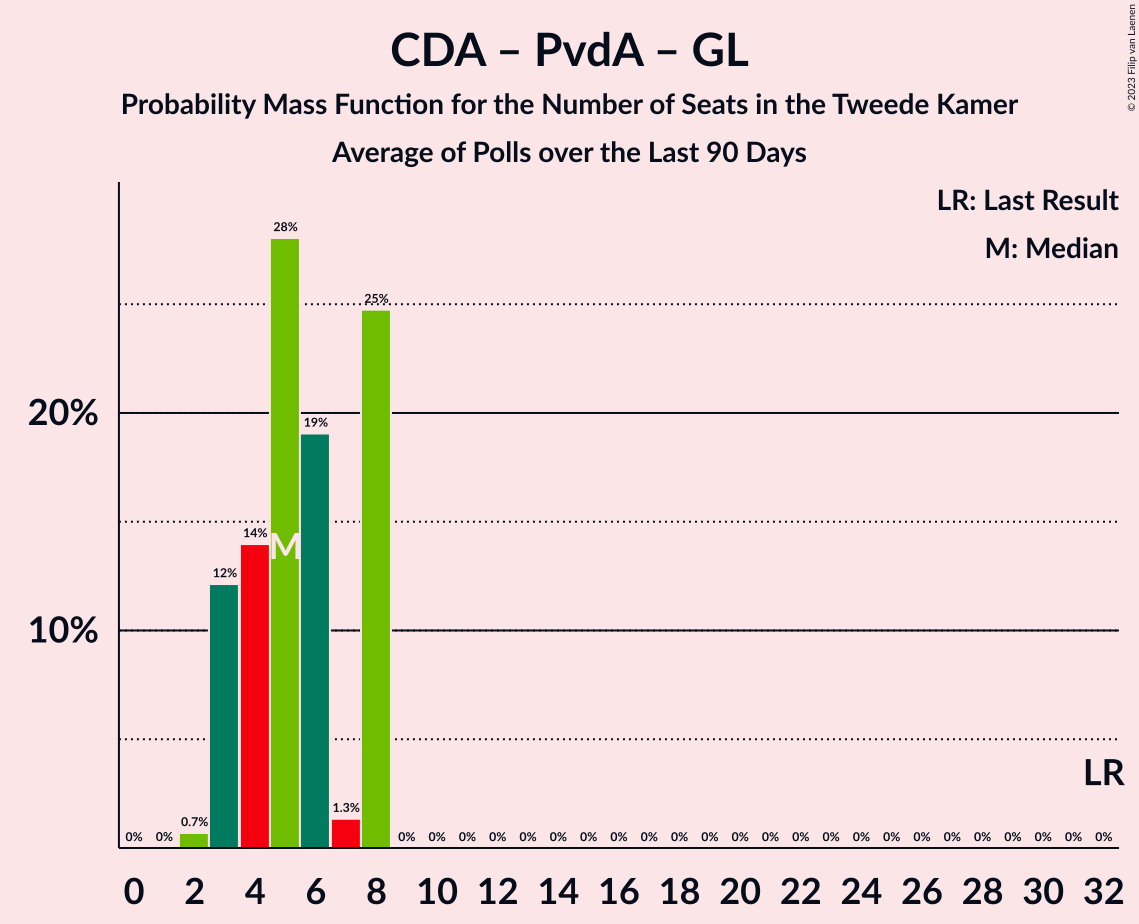 CDA – PvdA – GL
Probability Mass Function for the Number of Seats in the Tweede Kamer
Average of Polls over the Last 90 Days
© 2023 Filip van Laenen
LR: Last Result
M: Median
28%
25%
20%
19%
14%
M
12%
10%
LR
1.3%
0.7%
0% 0% 0% 0% 0% 0% 0% 0% 0% 0% 0% 0% 0% 0% 0% 0% 0% 0% 0% 0% 0% 0% 0% 0% 0% 0%
0 2 4 6 8 10 12 14 16 18 20 22 24 26 28 30 32